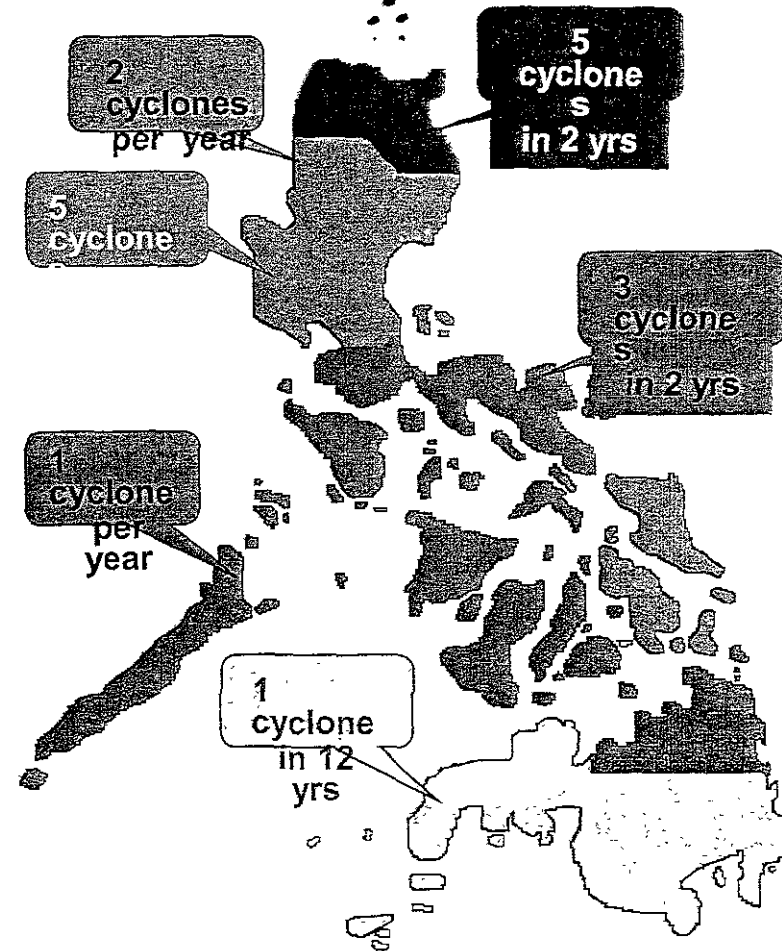 2
cyclones
per year
5
cyclone
s
in 2 yrs
5
cyclone
3
cyclone
s
in 2 yrs
1
cyclone
per
year
1
cyclone
in 12
yrs